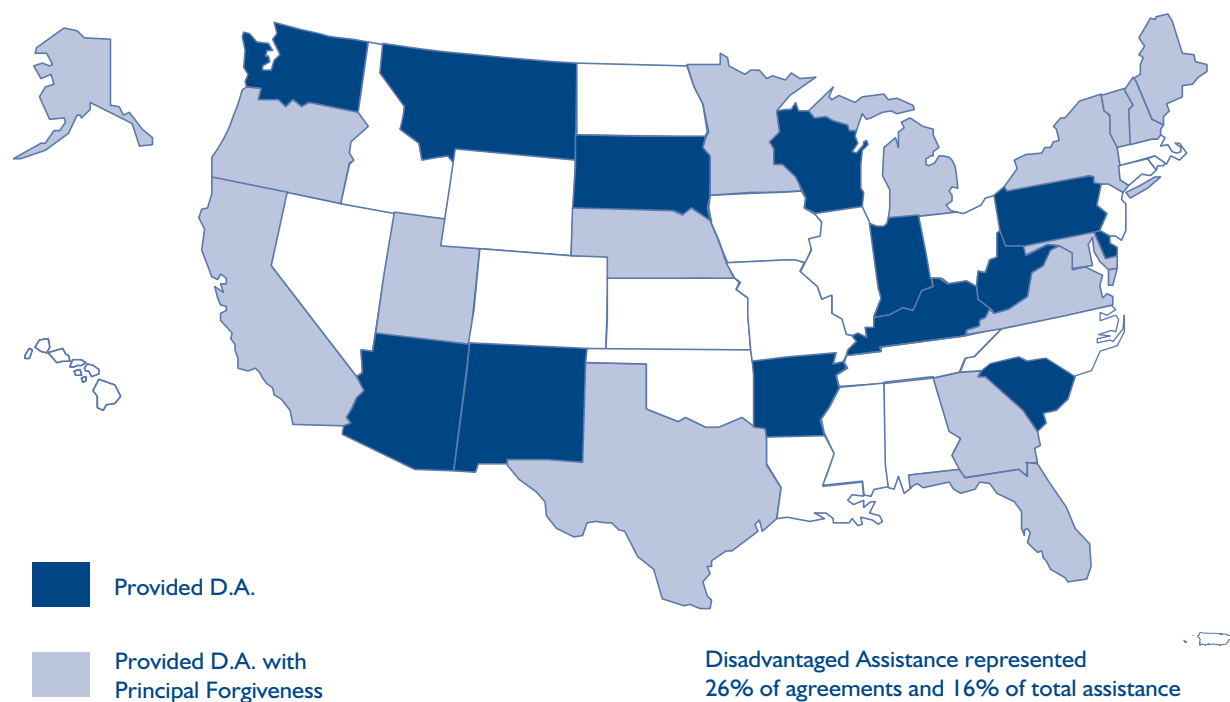 Provided D.A.
Provided D.A. with
Principal Forgiveness
Disadvantaged Assistance represented
26% of agreements and 16% of total assistance